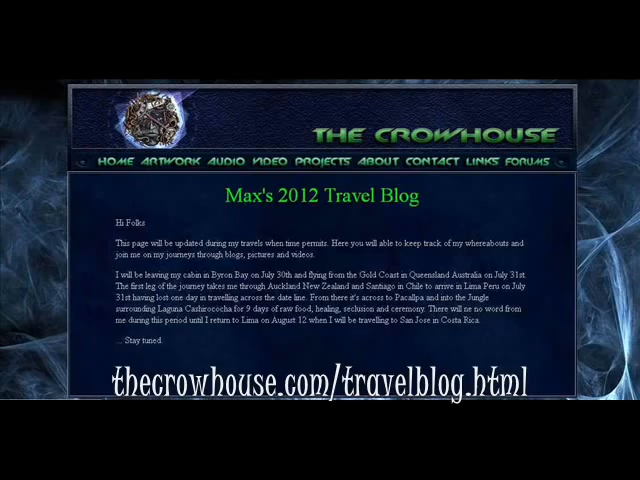 THE CROWHOUSE
HOME ARTWORK AUDIO VIDEO PROJECTS ABOUT CONTACT LINKS FORUMS
Max's 2012 Travel Blog
Hi Folks
This page will be updated during my travels when time permits. Here you will able to keep track of my whereabouts and
join me on my journeys through blogs, pictures and videos.
I will be leaving my cabin in Byron Bay on July 30th and flying from the Gold Coast in Queensland Australia on July 31st.
The first leg of the journey takes me through Auckland New Zealand and Santiago in Chile to arrive in Lima Peru on July
31st having lost one day in travelling across the date line. From there it's across to Pacallpa and into the Jungle
surrounding Laguna Cashirococha for 9 days of raw food, healing, seclusion and ceremony. There will ne no word from
me during this period until I return to Lima on August 12 when I will be travelling to San Jose in Costa Rica.
... Stay tuned.
thecrowhouse.com/travelblog.html